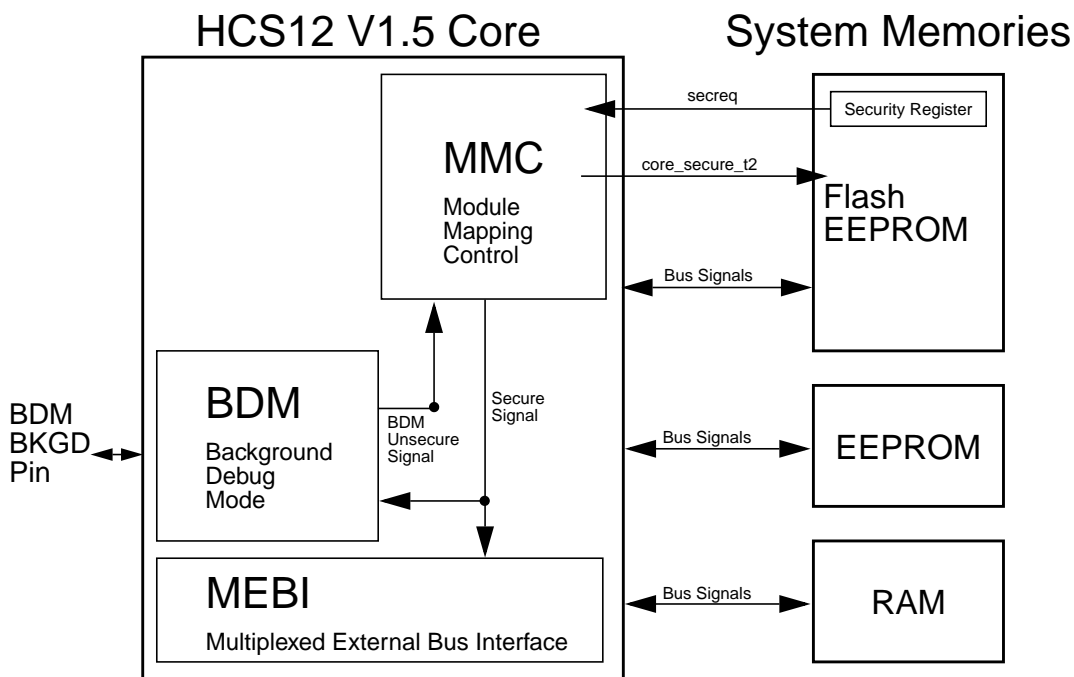 HCS12 V1.5 Core
System Memories
secreq
Security Register
MMC
Module
Mapping
Control
core_secure_t2
Flash
EEPROM
Bus Signals
BDM
BKGD
Pin
BDM
Background
Debug
Mode
BDM
Unsecure
Signal
Secure
Signal
Bus Signals
EEPROM
MEBI
Multiplexed External Bus Interface
Bus Signals
RAM